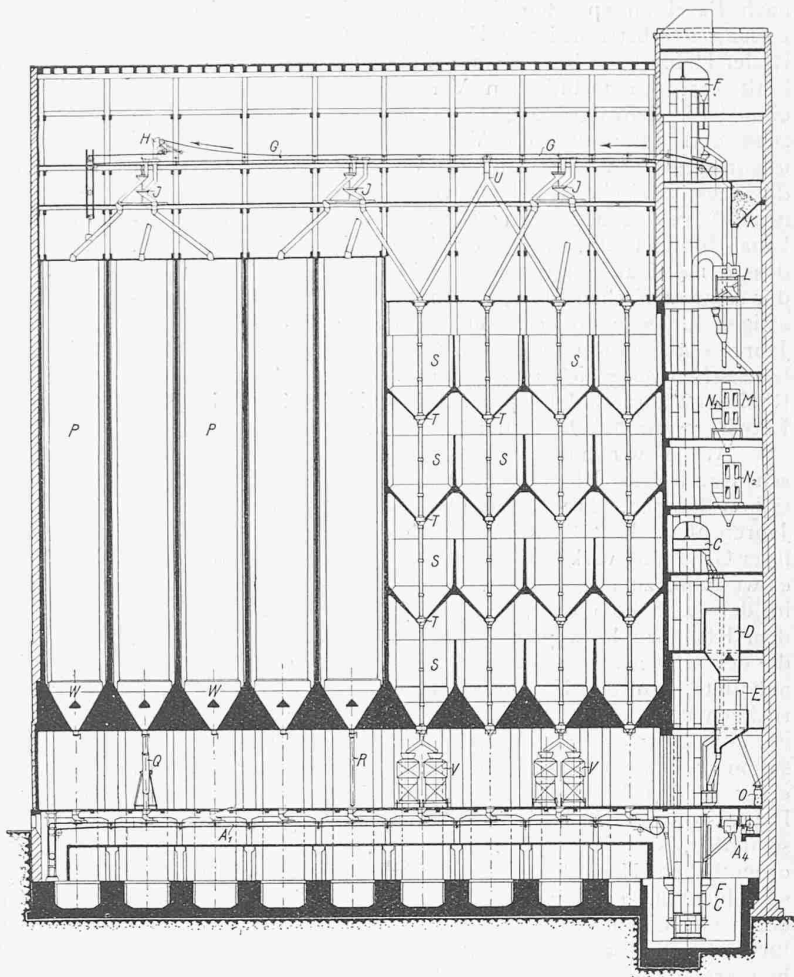 F
H G G
J J U J
K
L
S S
P P N₁ M
T T
S S N₂
T
C
S
T D
S E
W W
Q R V V O
A₁ A₄
F
C